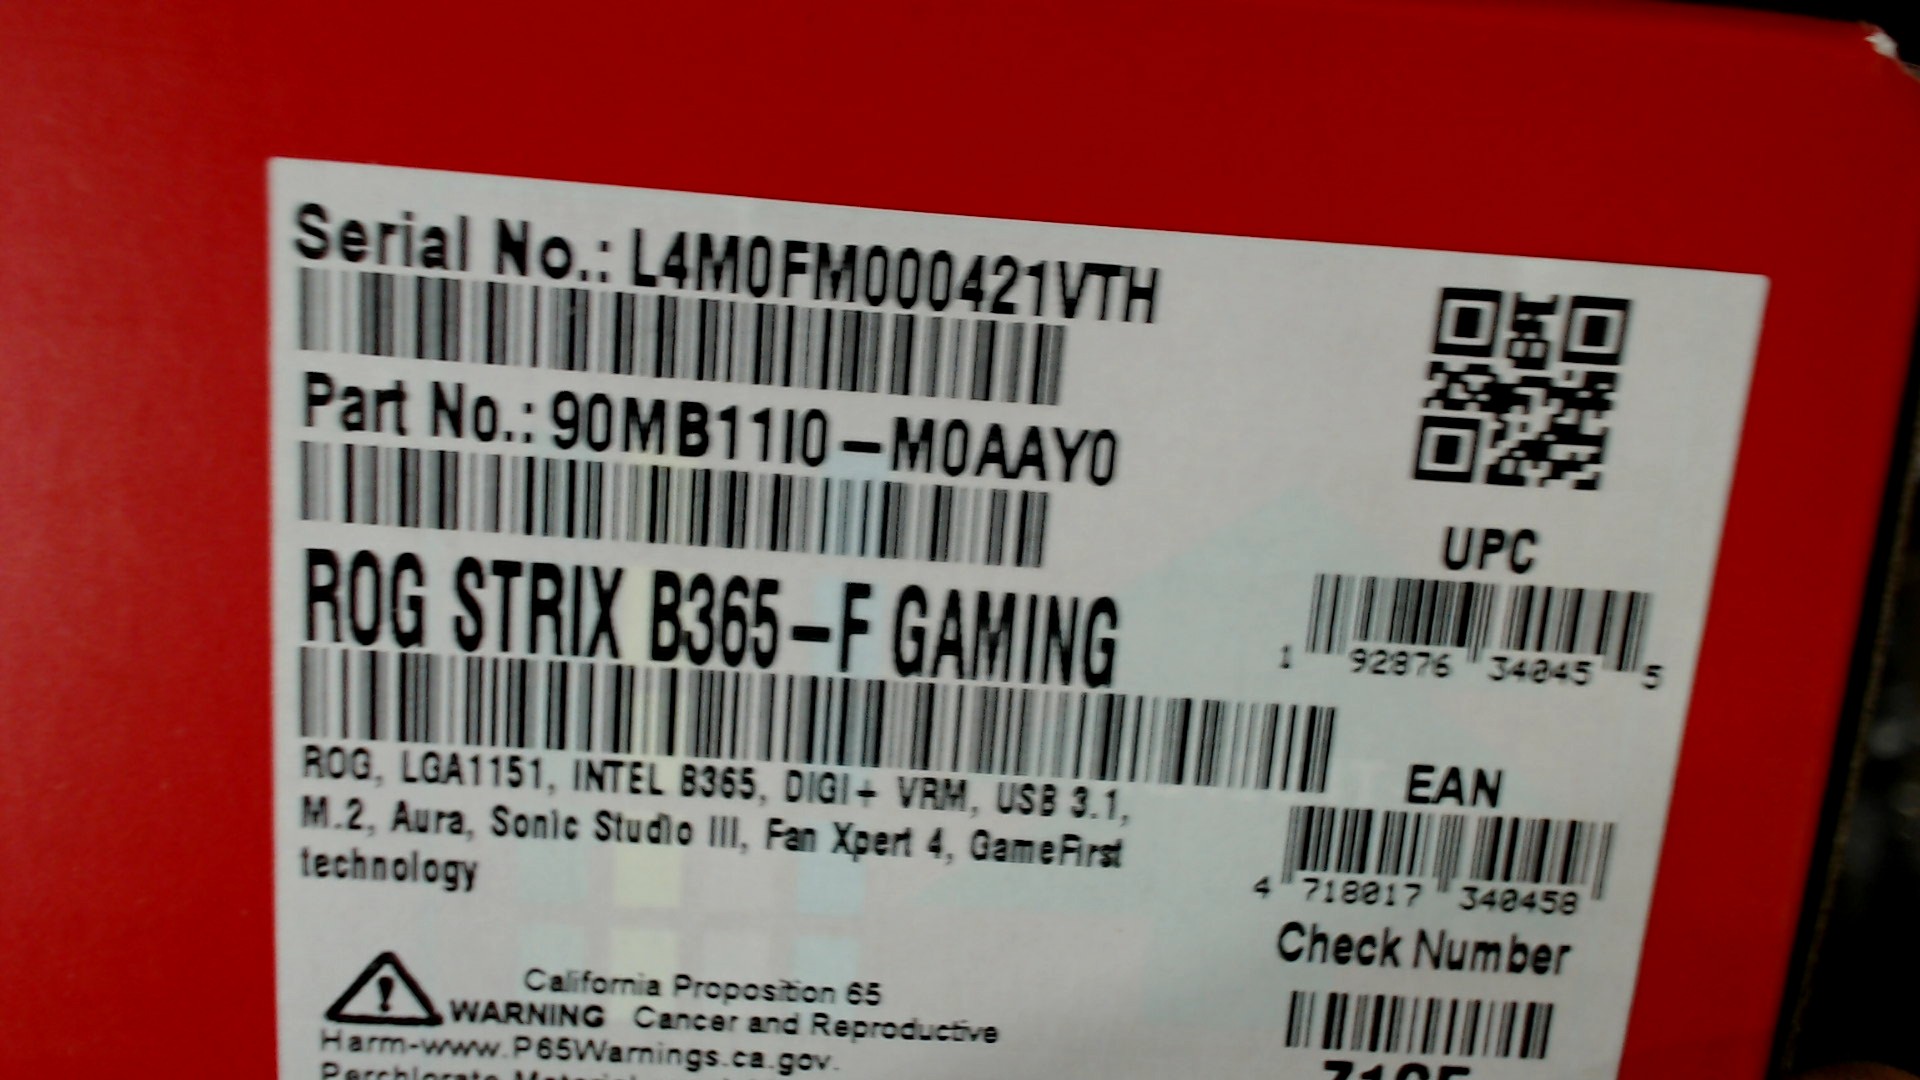 Serial No.: L4M0FM000421VTH
Part No.: 90MB11I0-M0AAY0
ROG STRIX B365-F GAMING
ROG, LGA1151, INTEL B365, DIGI+ VRM, USB 3.1,
M.2, Aura, Sonic Studio III, Fan Xpert 4, GameFirst
technology
California Proposition 65
WARNING Cancer and Reproductive
Harm-www.P65Warnings.ca.gov.
Perchlorate
UPC
1 92876 34045 5
EAN
4 718017 340458
Check Number